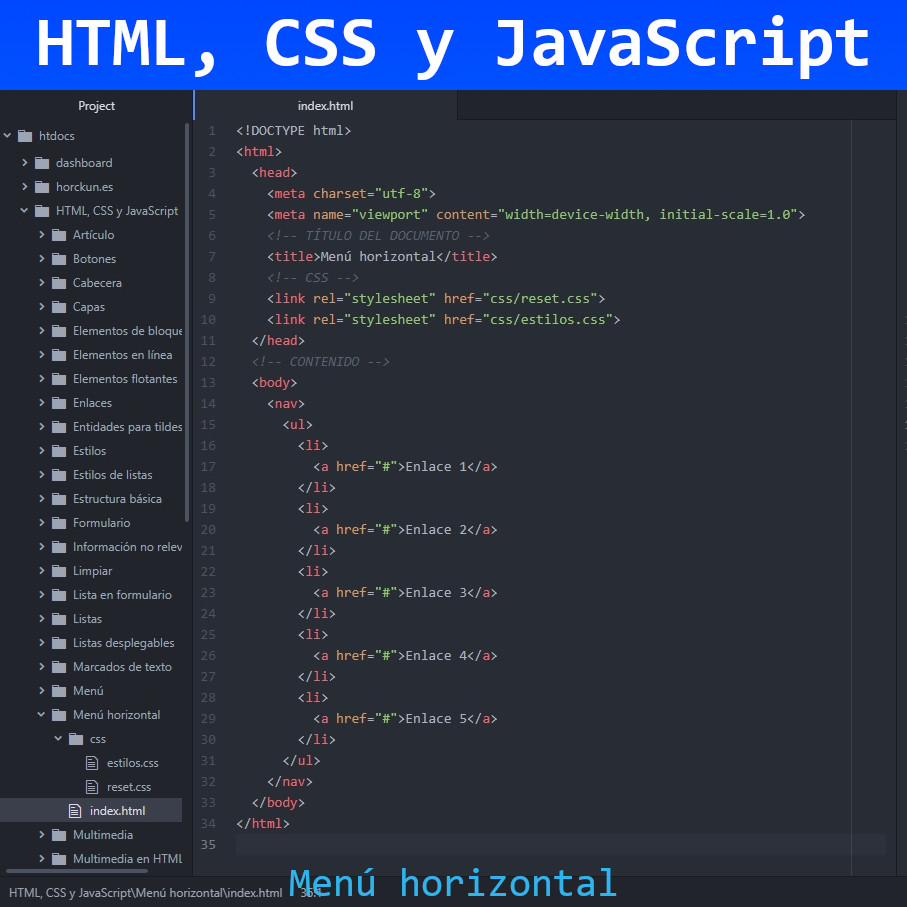 HTML, CSS y JavaScript
Project
htdocs
dashboard
horckun.es
HTML, CSS y JavaScript
Artículo
Botones
Cabecera
Capas
Elementos de bloque
Elementos en línea
Elementos flotantes
Enlaces
Entidades para tildes
Estilos
Estilos de listas
Estructura básica
Formulario
Información no relev
Limpiar
Lista en formulario
Listas
Listas desplegables
Marcados de texto
Menú
Menú horizontal
css
estilos.css
reset.css
index.html
Multimedia
Multimedia en HTML
index.html
1 <!DOCTYPE html>
2 <html>
3 <head>
4 <meta charset="utf-8">
5 <meta name="viewport" content="width=device-width, initial-scale=1.0">
6 <!-- TÍTULO DEL DOCUMENTO -->
7 <title>Menú horizontal</title>
8 <!-- CSS -->
9 <link rel="stylesheet" href="css/reset.css">
10 <link rel="stylesheet" href="css/estilos.css">
11 </head>
12 <!-- CONTENIDO -->
13 <body>
14 <nav>
15 <ul>
16 <li>
17 <a href="#">Enlace 1</a>
18 </li>
19 <li>
20 <a href="#">Enlace 2</a>
21 </li>
22 <li>
23 <a href="#">Enlace 3</a>
24 </li>
25 <li>
26 <a href="#">Enlace 4</a>
27 </li>
28 <li>
29 <a href="#">Enlace 5</a>
30 </li>
31 </ul>
32 </nav>
33 </body>
34 </html>
35
HTML, CSS y JavaScript\Menú horizontal\index.html
Menú horizontal